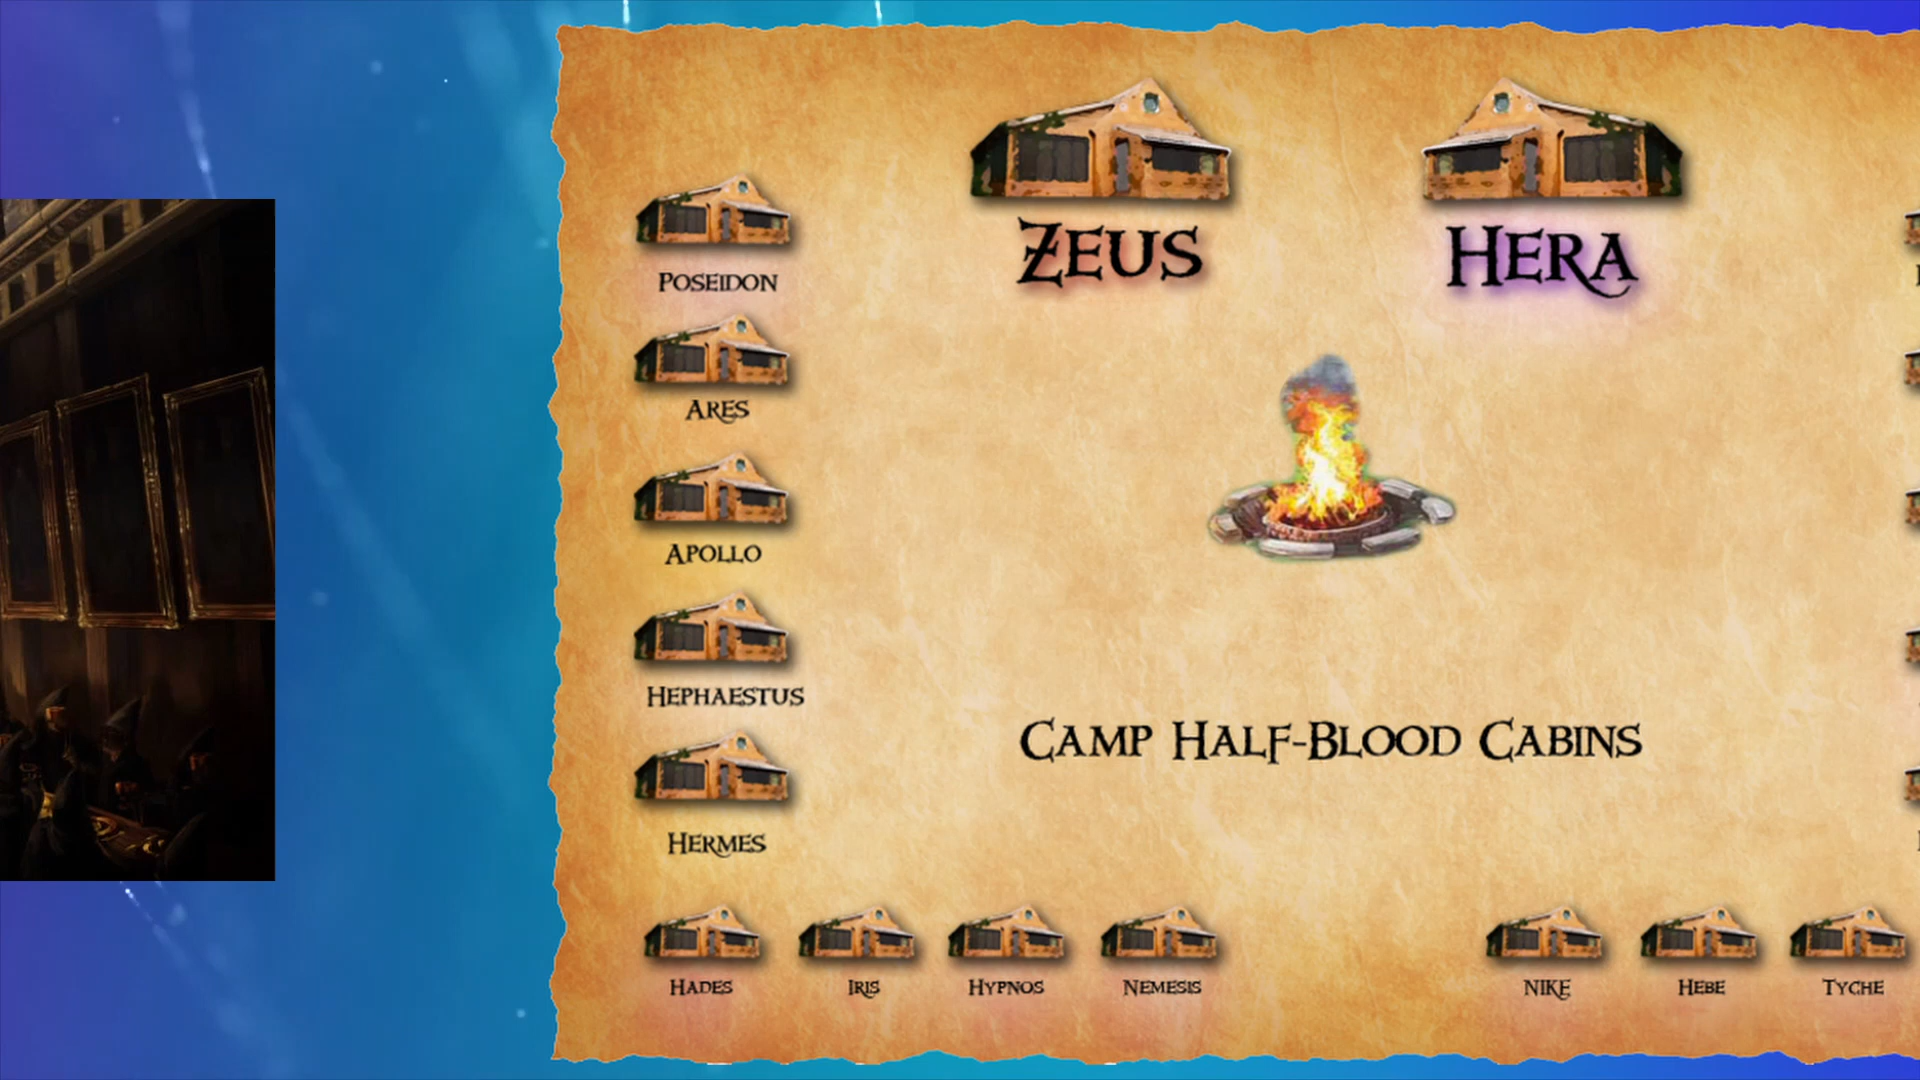 Zeus
Hera
Poseidon
Ares
Apollo
Hephaestus
Camp Half-Blood Cabins
Hermes
Hades
Iris
Hypnos
Nemesis
Nike
Hebe
Tyche